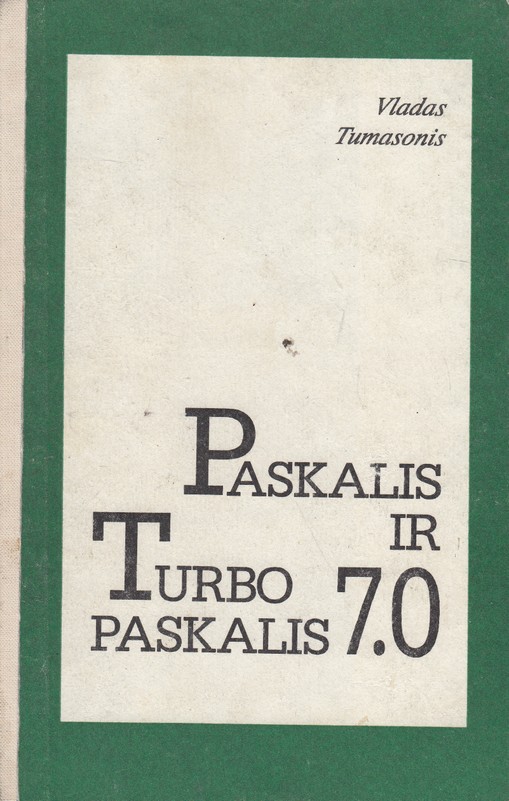 Vladas
Tumasonis
PASKALIS
IR
TURBO
PASKALIS 7.0